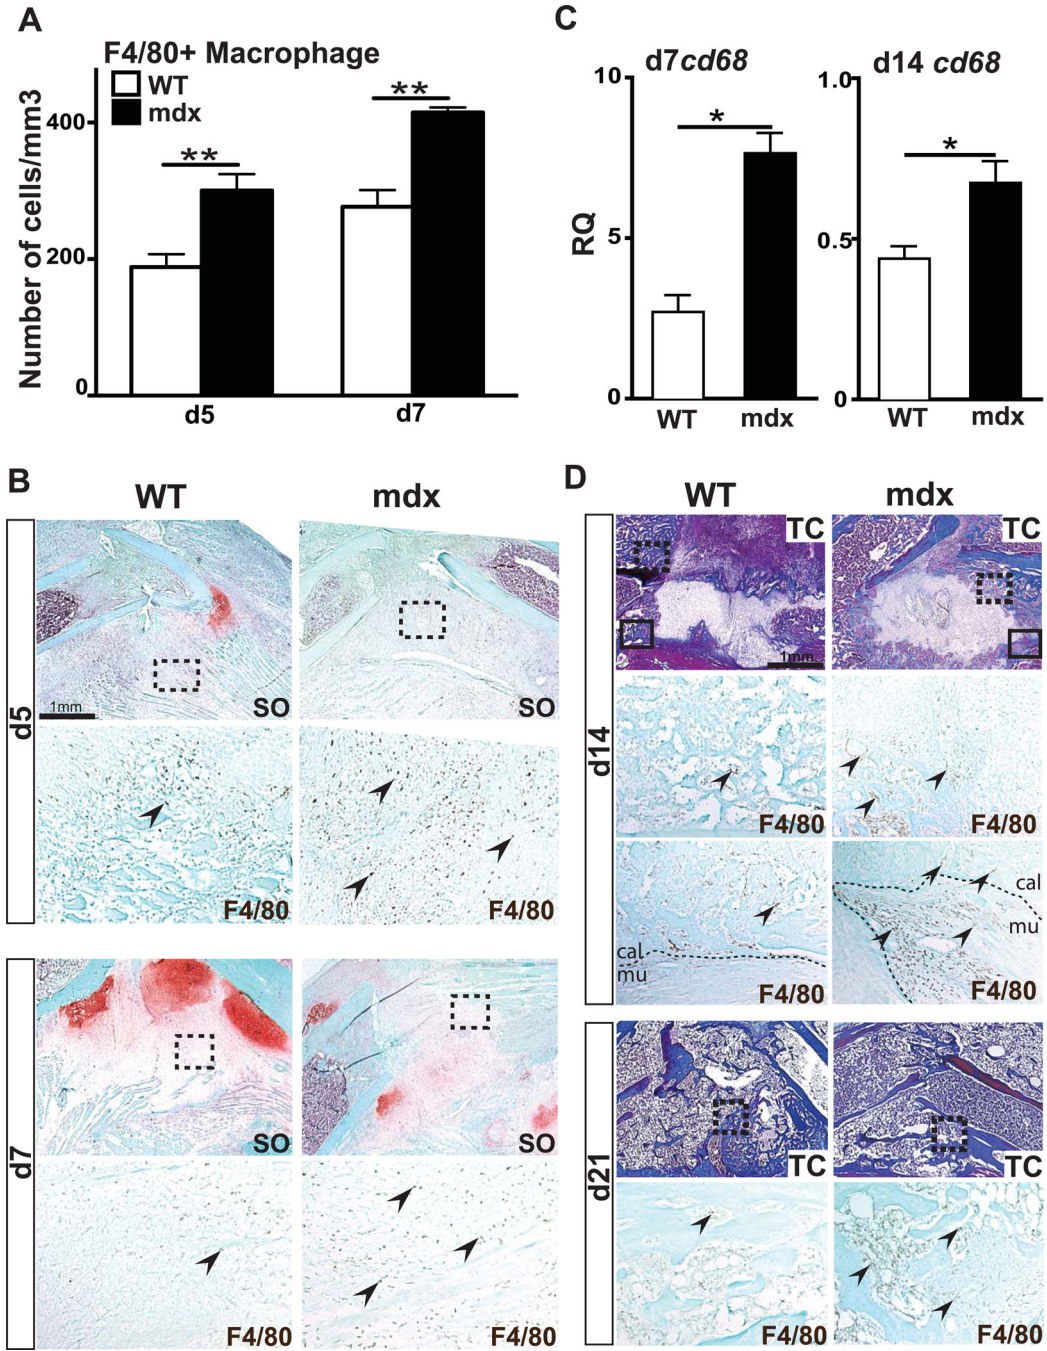 A
F4/80+ Macrophage
WT
mdx
Number of cells/mm3
400
200
0
**
**
d5
d7
C
d7cd68
d14 cd68
RQ
10
5
0
*
WT
mdx
1.0
0.5
0
*
WT
mdx
B
WT
mdx
d5
1mm
SO
SO
F4/80
F4/80
d7
SO
SO
F4/80
F4/80
D
WT
mdx
d14
TC
1mm
TC
F4/80
F4/80
cal
mu
F4/80
cal
mu
F4/80
d21
TC
TC
F4/80
F4/80